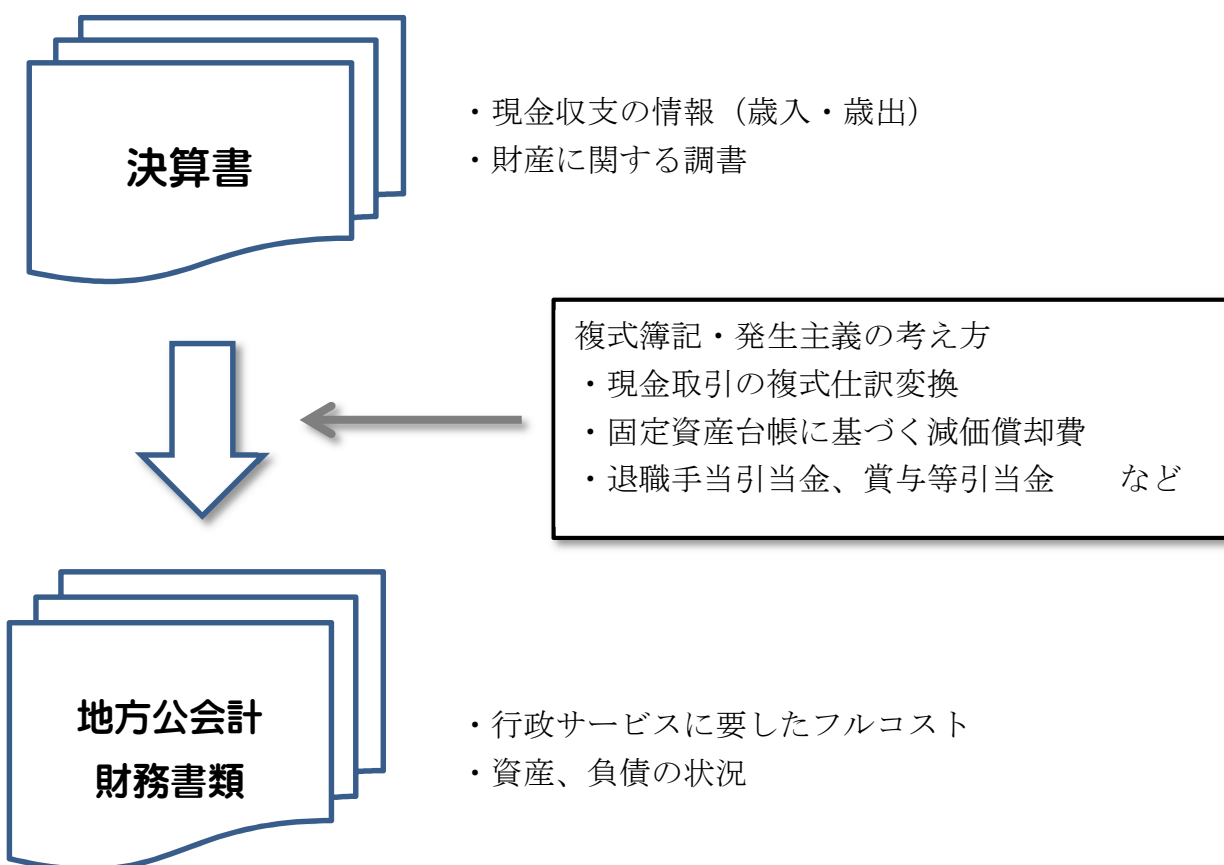 ・現金収支の情報（歳入・歳出）
・財産に関する調書
決算書
複式簿記・発生主義の考え方
・現金取引の複式仕訳変換
・固定資産台帳に基づく減価償却費
・退職手当引当金、賞与等引当金　　など
地方公会計
財務書類
・行政サービスに要したフルコスト
・資産、負債の状況